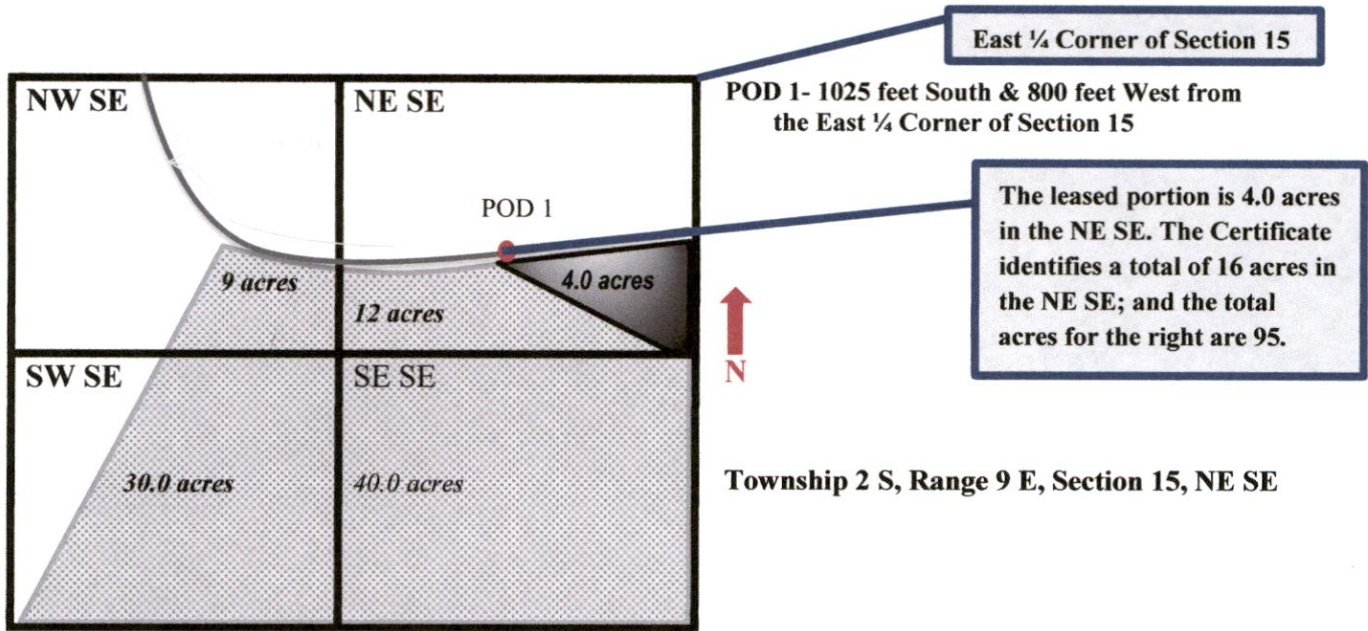 East ¼ Corner of Section 15
NW SE
NE SE
POD 1- 1025 feet South & 800 feet West from
the East ¼ Corner of Section 15
POD 1
The leased portion is 4.0 acres
in the NE SE. The Certificate
identifies a total of 16 acres in
the NE SE; and the total
acres for the right are 95.
9 acres
4.0 acres
12 acres
N
SW SE
SE SE
30.0 acres
40.0 acres
Township 2 S, Range 9 E, Section 15, NE SE